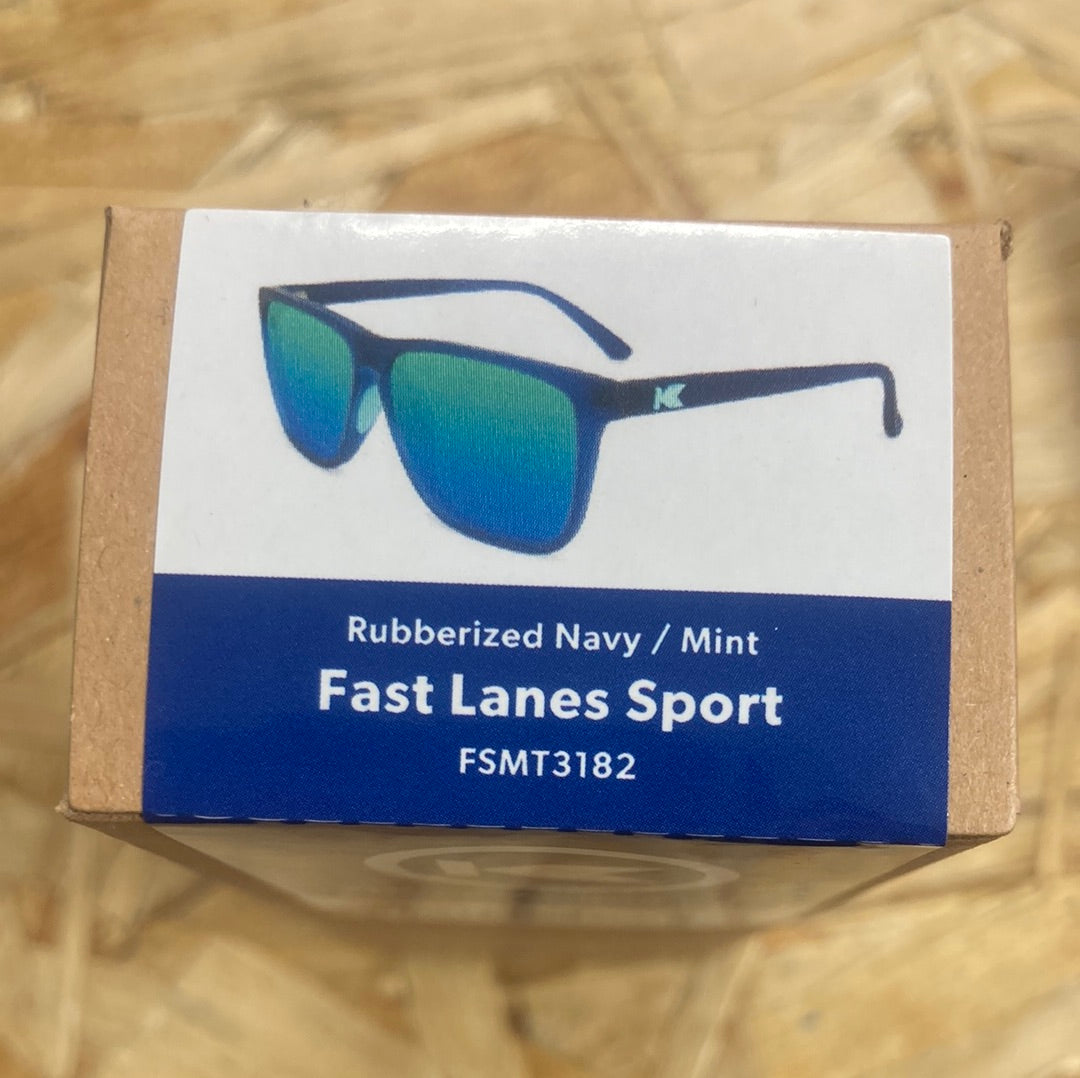 Rubberized Navy / Mint
Fast Lanes Sport
FSMT3182